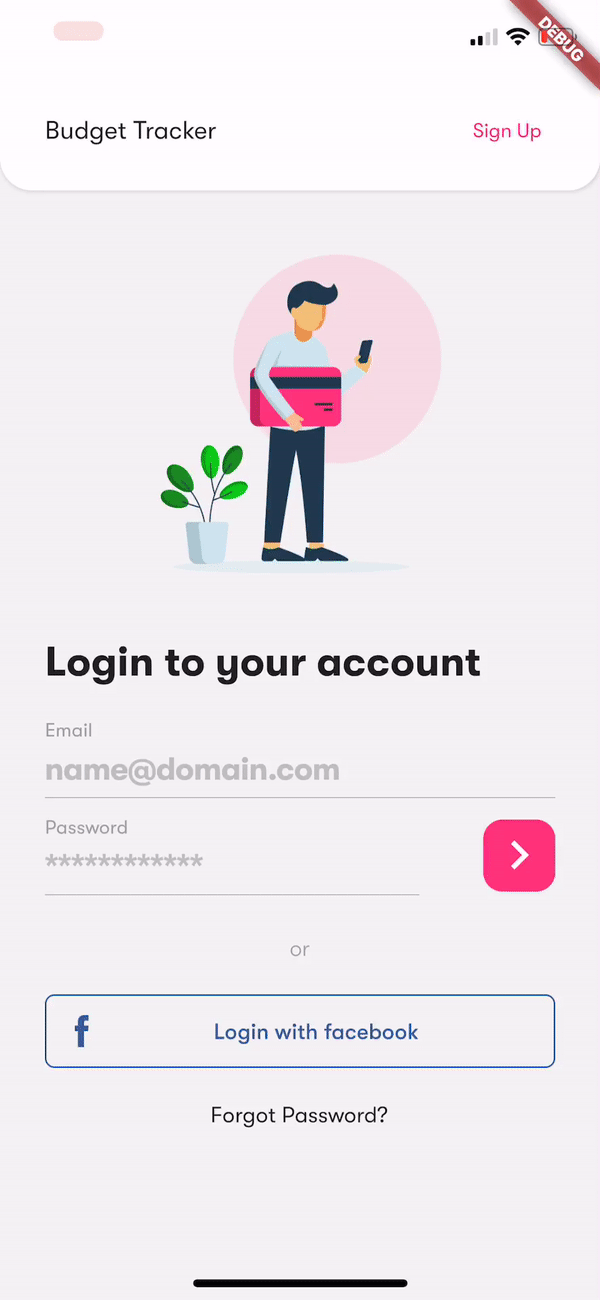 DEBUG
Budget Tracker
Sign Up
Login to your account
Email
name@domain.com
Password
************
or
f
Login with facebook
Forgot Password?